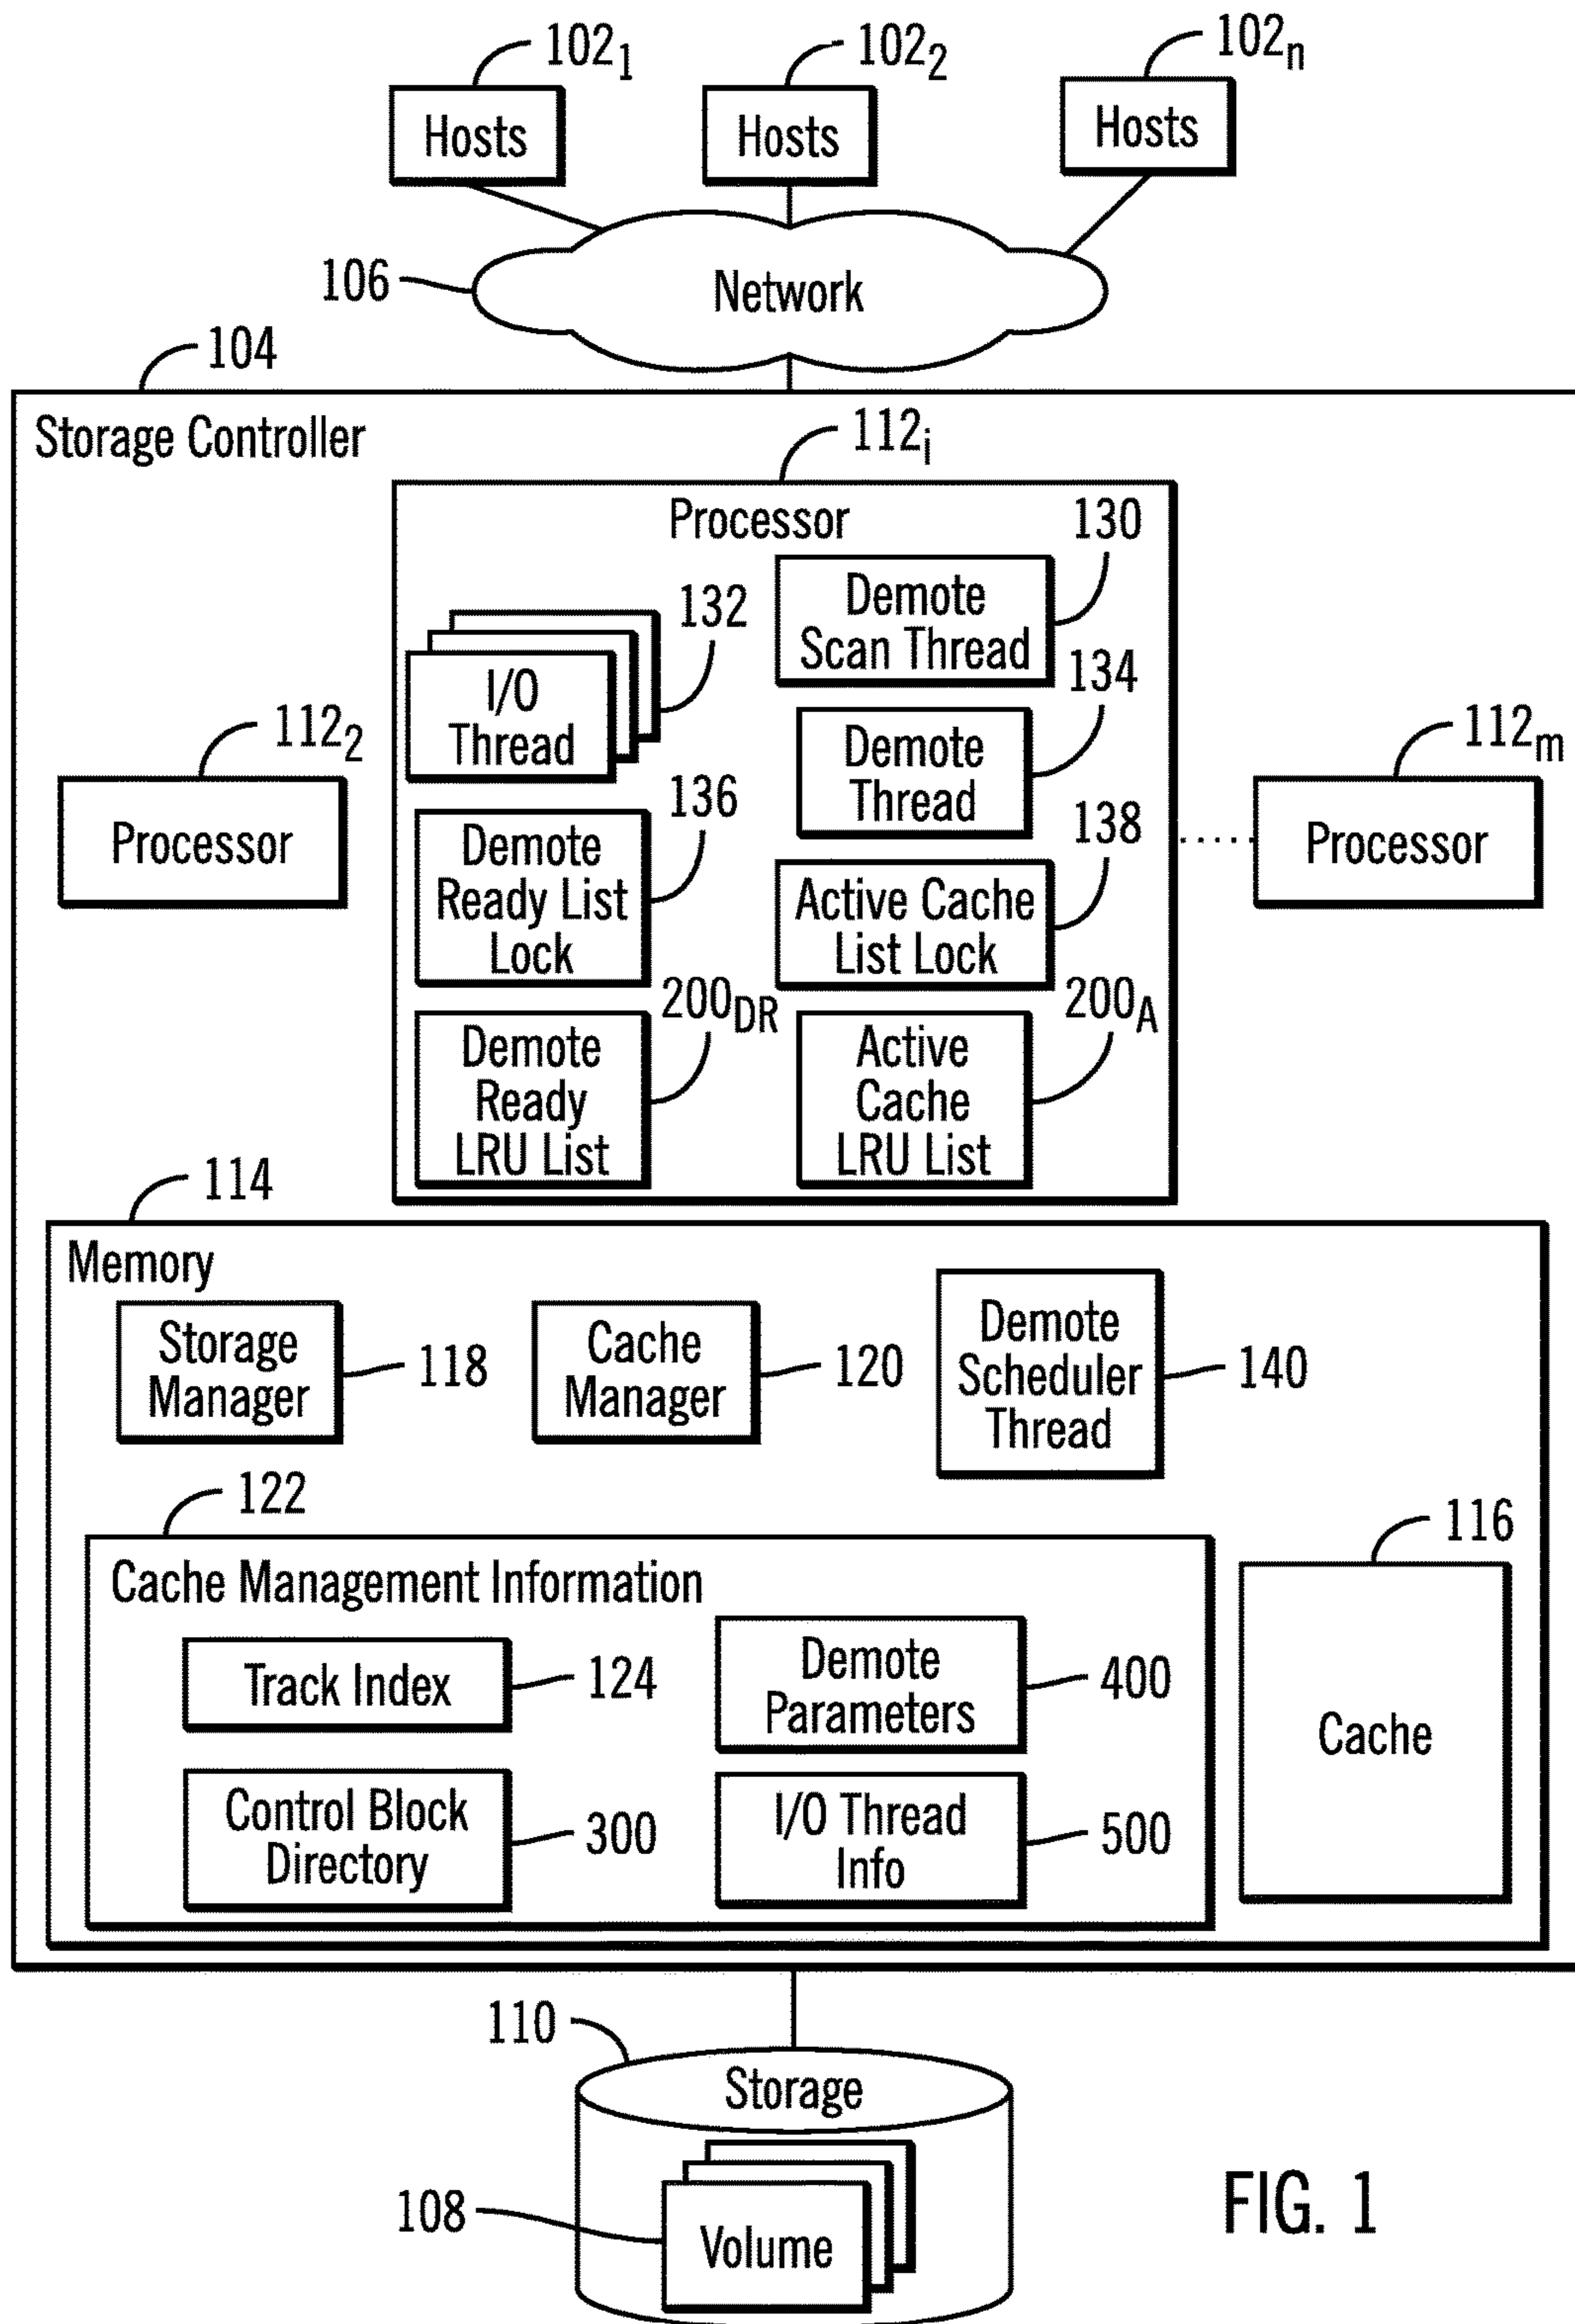 102₁
102₂
102ₙ
Hosts
Hosts
Hosts
106
Network
104
Storage Controller
112ᵢ
Processor
130
Demote
Scan Thread
132
I/O
Thread
134
Demote
Thread
112₂
Processor
112ₘ
Processor
136
Demote
Ready List
Lock
138
Active Cache
List Lock
200DR
Demote
Ready
LRU List
200A
Active
Cache
LRU List
114
Memory
Storage
Manager
118
Cache
Manager
120
Demote
Scheduler
Thread
140
122
Cache Management Information
116
Cache
Track Index
124
Demote
Parameters
400
Control Block
Directory
300
I/O Thread
Info
500
110
Storage
108
Volume
FIG. 1